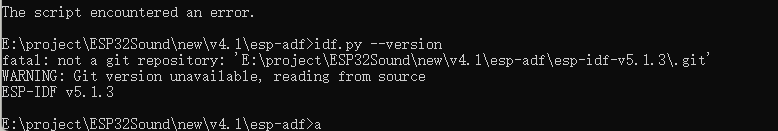 The script encountered an error.
E:\project\ESP32Sound\new\v4.1\esp-adf>idf.py --version
fatal: not a git repository: 'E:\project\ESP32Sound\new\v4.1\esp-adf\esp-idf-v5.1.3\.git'
WARNING: Git version unavailable, reading from source
ESP-IDF v5.1.3
E:\project\ESP32Sound\new\v4.1\esp-adf>a